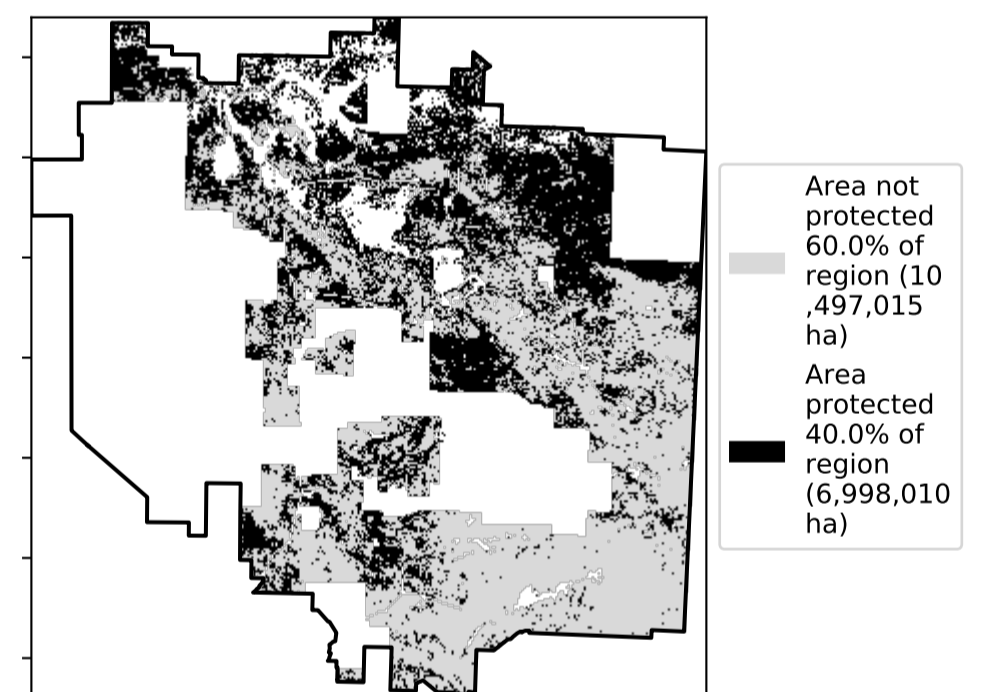 Area not
protected
60.0% of
region (10
,497,015
ha)
Area
protected
40.0% of
region
(6,998,010
ha)